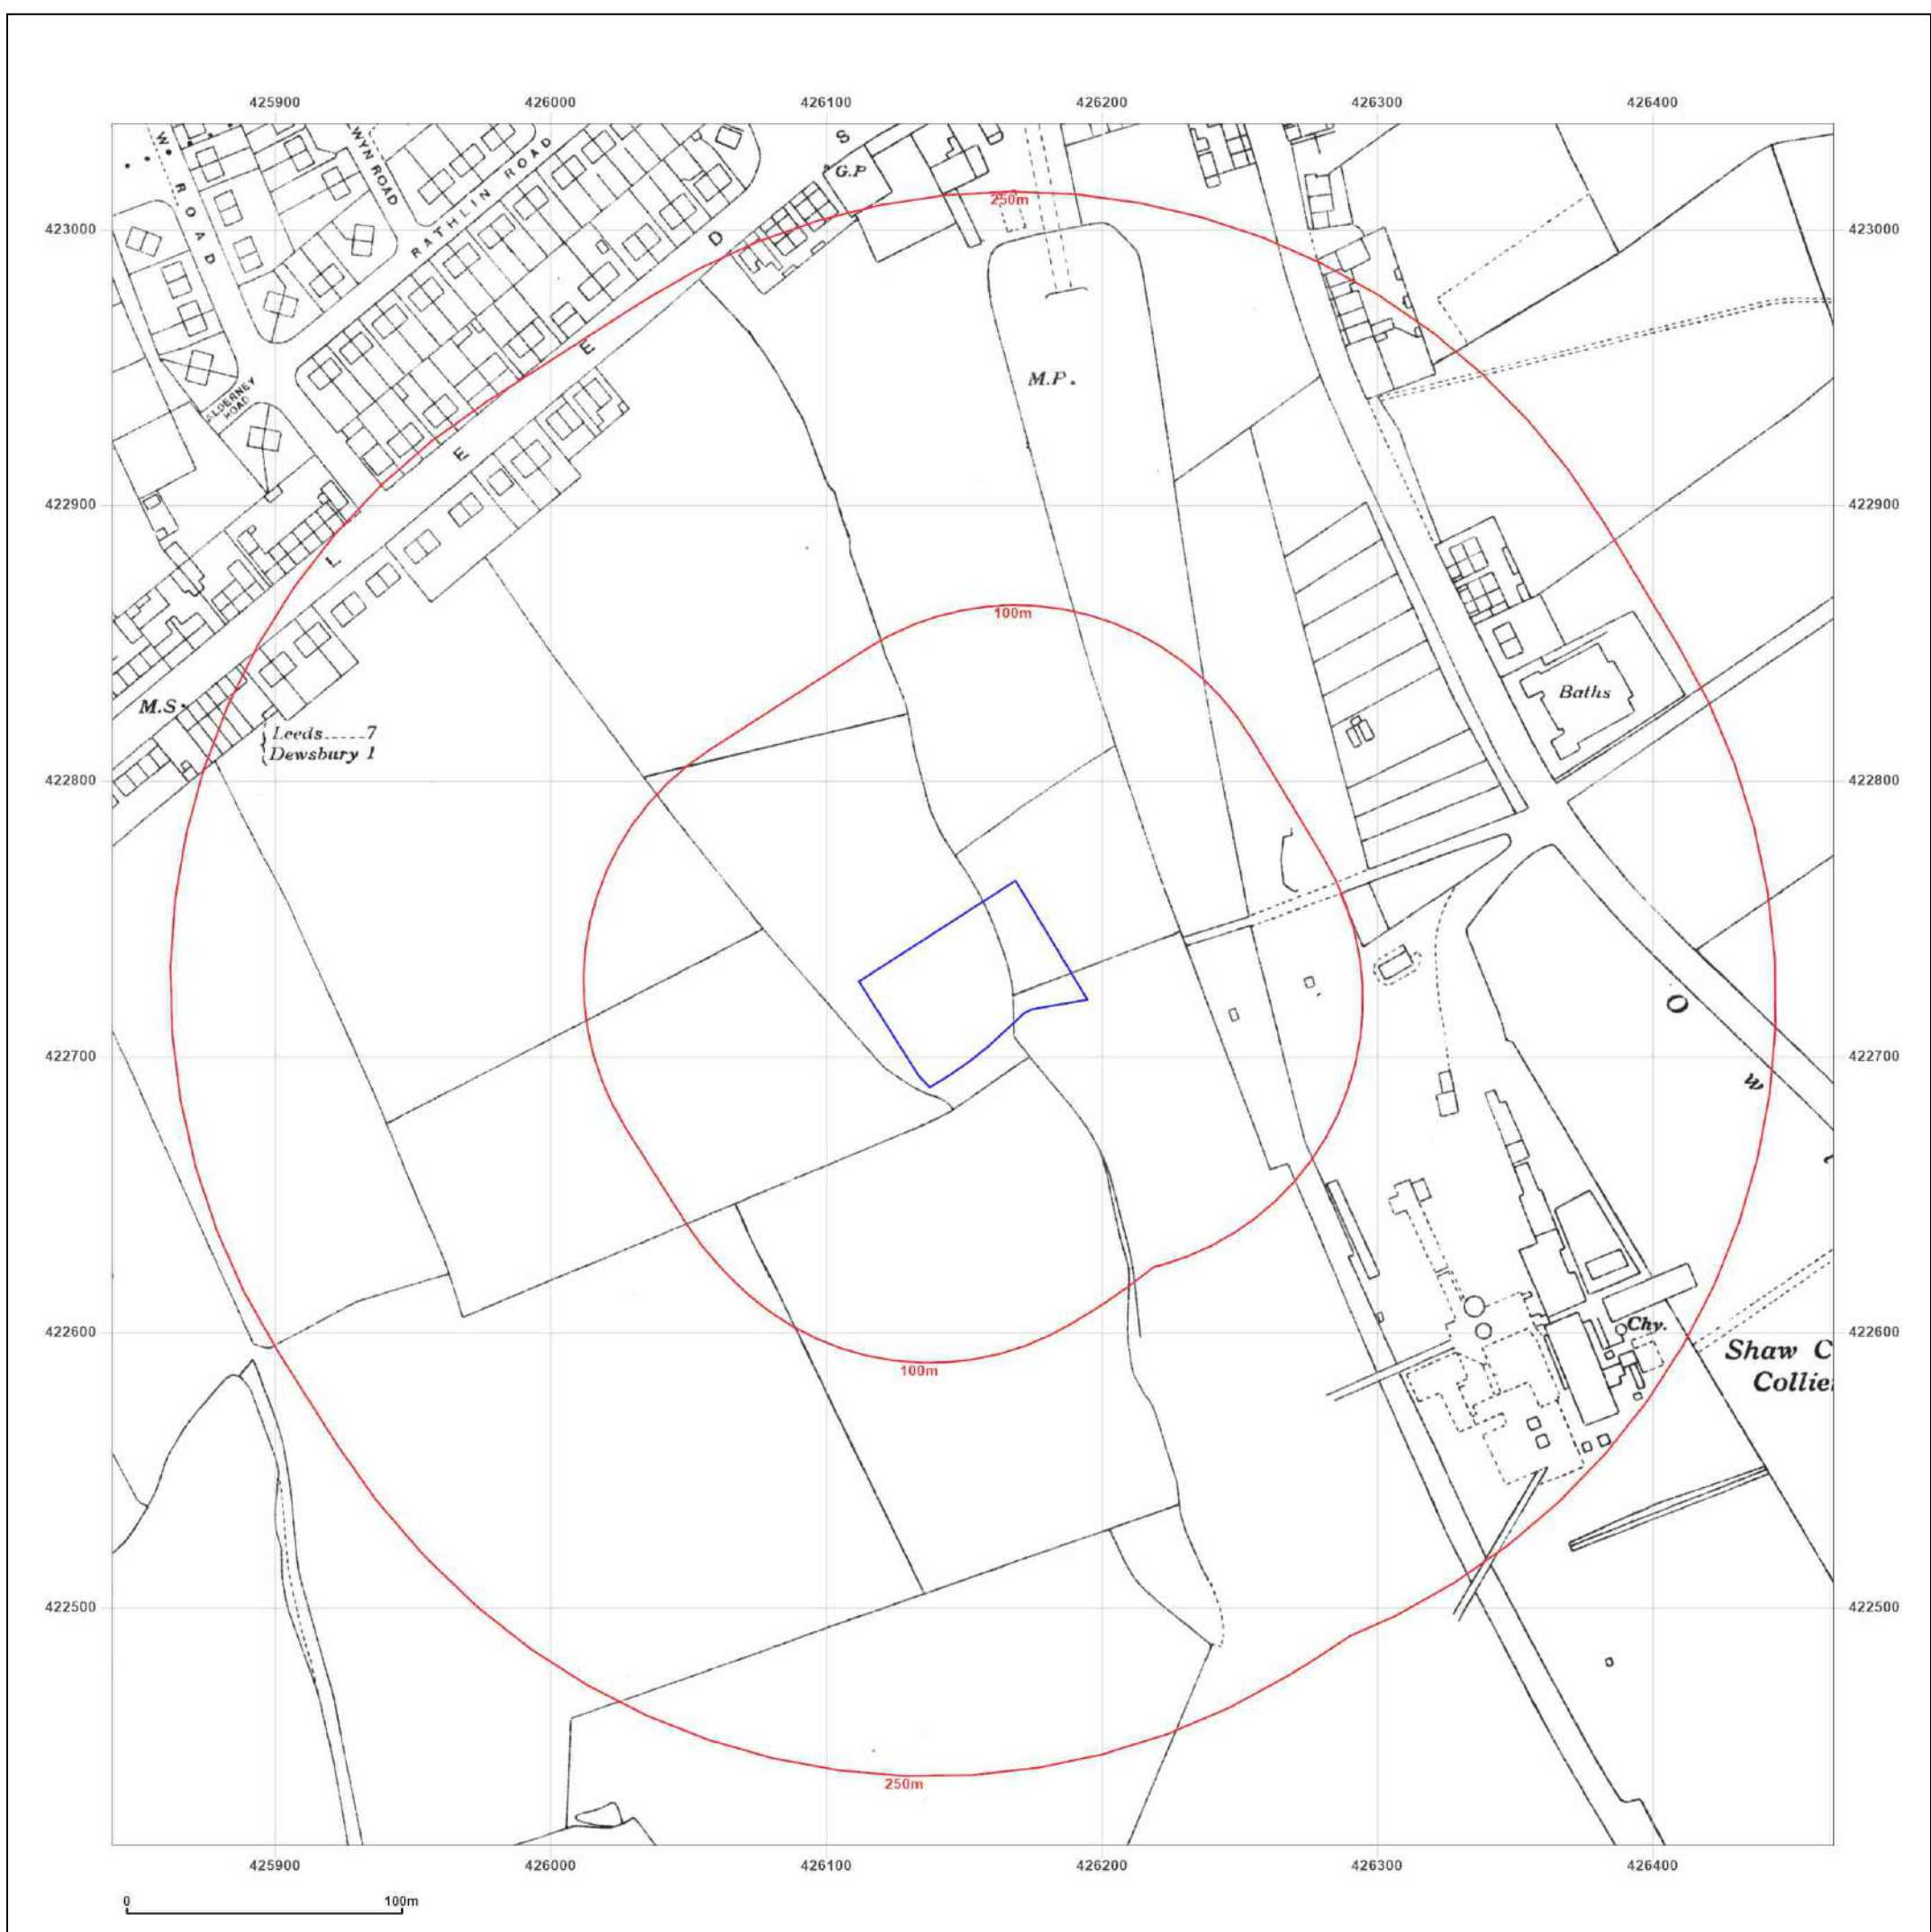 425900 426000 426100 426200 426300 426400
W. ROAD
WYN ROAD
RATHLIN ROAD
S
G.P
250m
423000 423000
D
E
M.P.
ALDERNEY
ROAD
E
422900 422900
L
100m
Baths
M.S.
Leeds.....7
Dewsbury 1
422800 422800
O
422700 422700
w
Chy.
422600 422600
Shaw C
Collie
100m
422500 422500
250m
425900 426000 426100 426200 426300 426400
0 100m